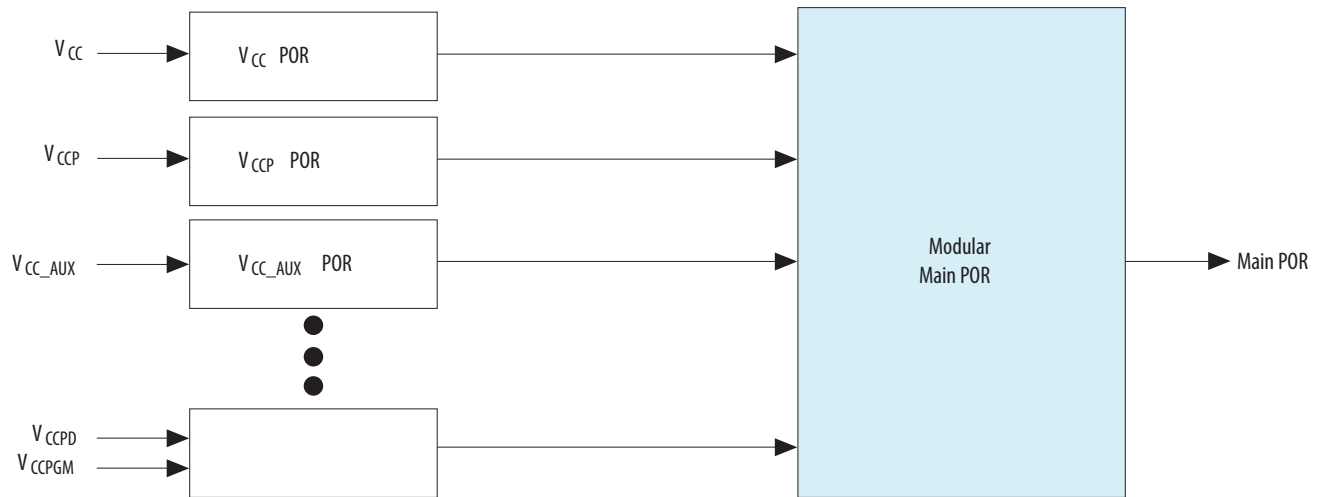 V CC
V CC POR
V CCP
V CCP POR
V CC_AUX
V CC_AUX POR
Modular
Main POR
Main POR
V CCPD
V CCPGM